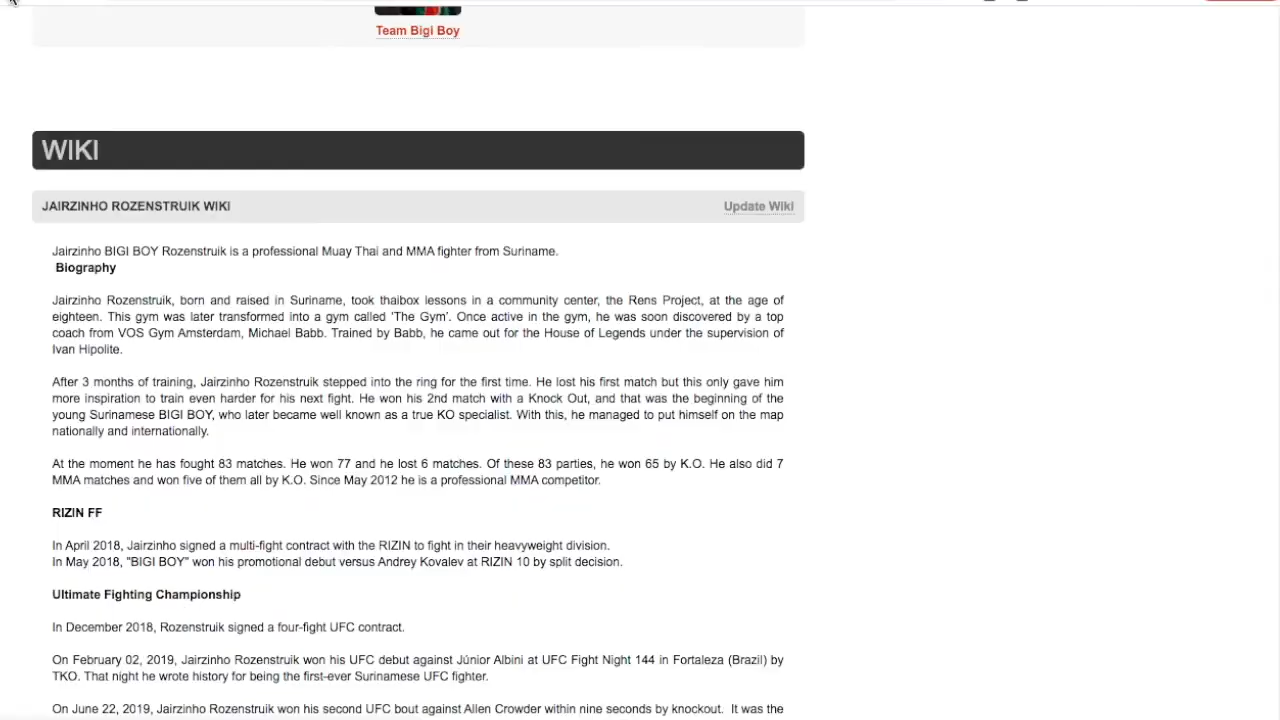 Team Bigi Boy
WIKI
JAIRZINHO ROZENSTRUIK WIKI
Update Wiki
Jairzinho BIGI BOY Rozenstruik is a professional Muay Thai and MMA fighter from Suriname.
Biography
Jairzinho Rozenstruik, born and raised in Suriname, took thaibox lessons in a community center, the Rens Project, at the age of
eighteen. This gym was later transformed into a gym called 'The Gym'. Once active in the gym, he was soon discovered by a top
coach from VOS Gym Amsterdam, Michael Babb. Trained by Babb, he came out for the House of Legends under the supervision of
Ivan Hipolite.
After 3 months of training, Jairzinho Rozenstruik stepped into the ring for the first time. He lost his first match but this only gave him
more inspiration to train even harder for his next fight. He won his 2nd match with a Knock Out, and that was the beginning of the
young Surinamese BIGI BOY, who later became well known as a true KO specialist. With this, he managed to put himself on the map
nationally and internationally.
At the moment he has fought 83 matches. He won 77 and he lost 6 matches. Of these 83 parties, he won 65 by K.O. He also did 7
MMA matches and won five of them all by K.O. Since May 2012 he is a professional MMA competitor.
RIZIN FF
In April 2018, Jairzinho signed a multi-fight contract with the RIZIN to fight in their heavyweight division.
In May 2018, "BIGI BOY" won his promotional debut versus Andrey Kovalev at RIZIN 10 by split decision.
Ultimate Fighting Championship
In December 2018, Rozenstruik signed a four-fight UFC contract.
On February 02, 2019, Jairzinho Rozenstruik won his UFC debut against Júnior Albini at UFC Fight Night 144 in Fortaleza (Brazil) by
TKO. That night he wrote history for being the first-ever Surinamese UFC fighter.
On June 22, 2019, Jairzinho Rozenstruik won his second UFC bout against Allen Crowder within nine seconds by knockout. It was the